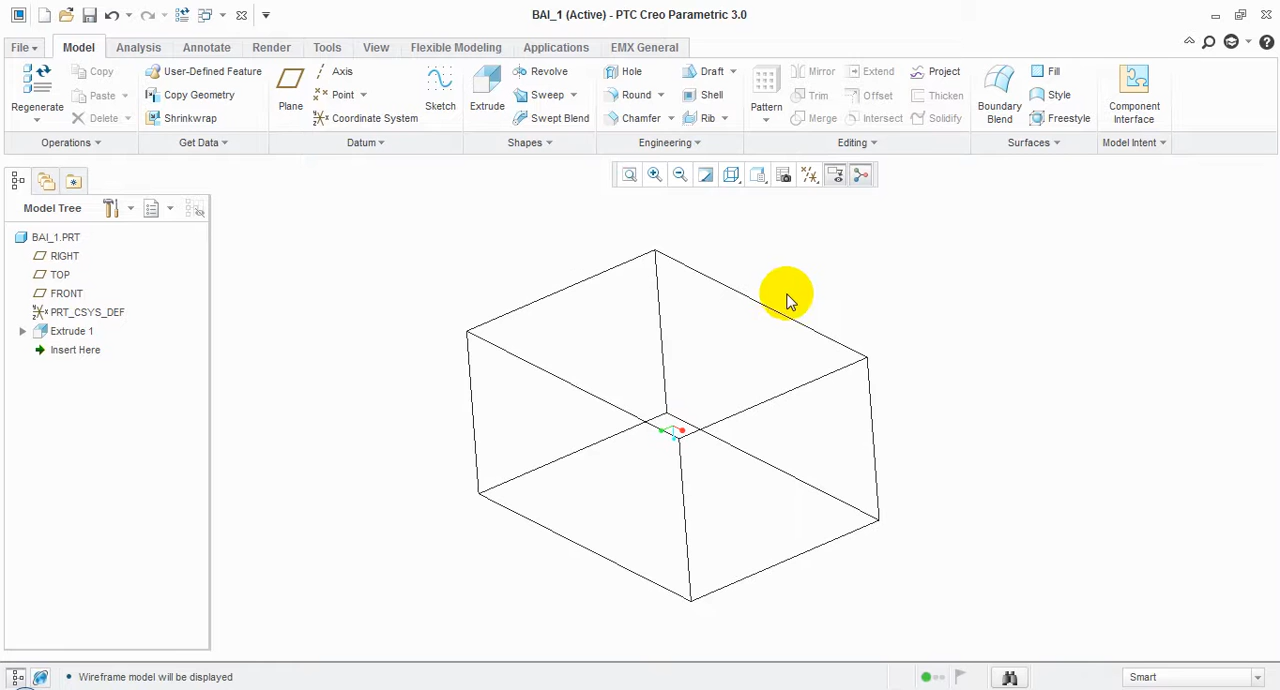 BAI_1 (Active) - PTC Creo Parametric 3.0
File Model Analysis Annotate Render Tools View Flexible Modeling Applications EMX General
Regenerate Copy Paste Delete
User-Defined Feature Copy Geometry Shrinkwrap
Plane Axis Point Coordinate System Sketch
Extrude Revolve Sweep Swept Blend
Hole Round Chamfer Draft Shell Rib
Pattern Mirror Trim Merge Extend Offset Intersect Project Thicken Solidify
Boundary Blend Fill Style Freestyle
Component Interface
Operations Get Data Datum Shapes Engineering Editing Surfaces Model Intent
Model Tree
BAI_1.PRT
RIGHT
TOP
FRONT
PRT_CSYS_DEF
Extrude 1
Insert Here
Wireframe model will be displayed
Smart